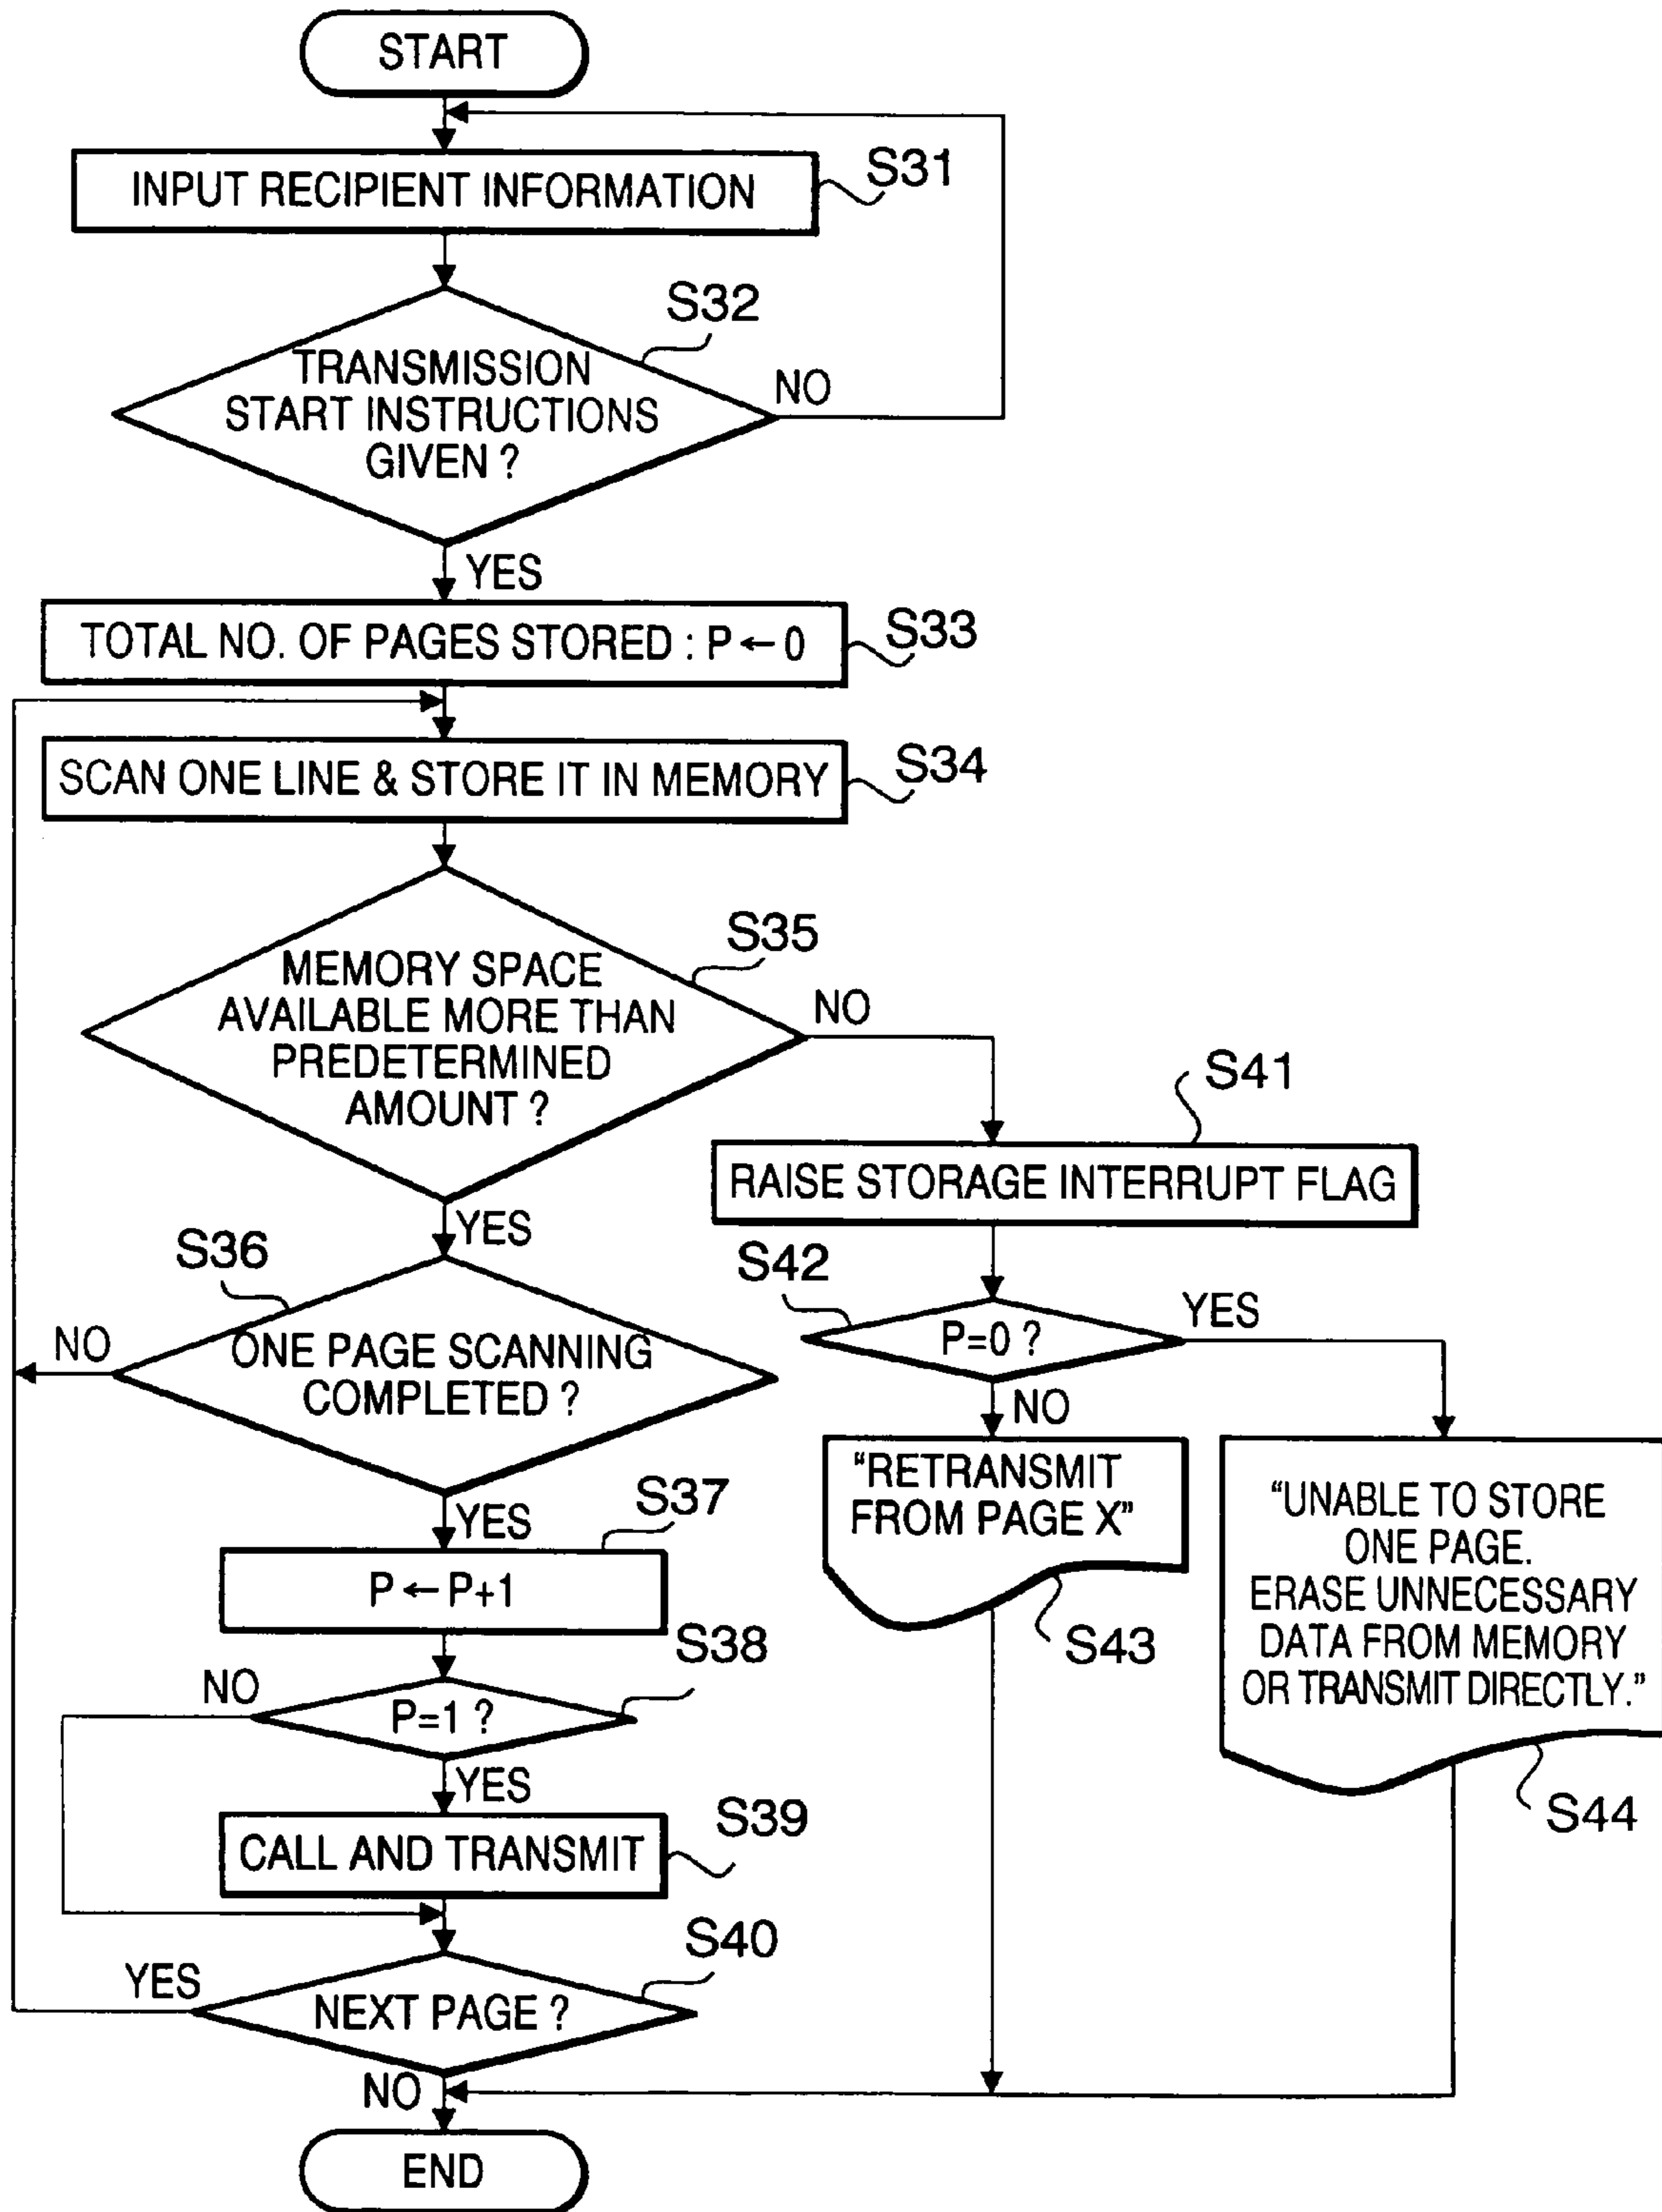 START
INPUT RECIPIENT INFORMATION
S31
S32
TRANSMISSION
START INSTRUCTIONS
GIVEN ?
NO
YES
TOTAL NO. OF PAGES STORED : P ← 0
S33
SCAN ONE LINE & STORE IT IN MEMORY
S34
S35
MEMORY SPACE
AVAILABLE MORE THAN
PREDETERMINED
AMOUNT ?
NO
YES
S41
RAISE STORAGE INTERRUPT FLAG
S36
ONE PAGE SCANNING
COMPLETED ?
NO
YES
S42
P=0 ?
YES
NO
“RETRANSMIT
FROM PAGE X”
S43
“UNABLE TO STORE
ONE PAGE.
ERASE UNNECESSARY
DATA FROM MEMORY
OR TRANSMIT DIRECTLY.”
S44
S37
P ← P+1
S38
P=1 ?
NO
YES
S39
CALL AND TRANSMIT
S40
NEXT PAGE ?
YES
NO
END